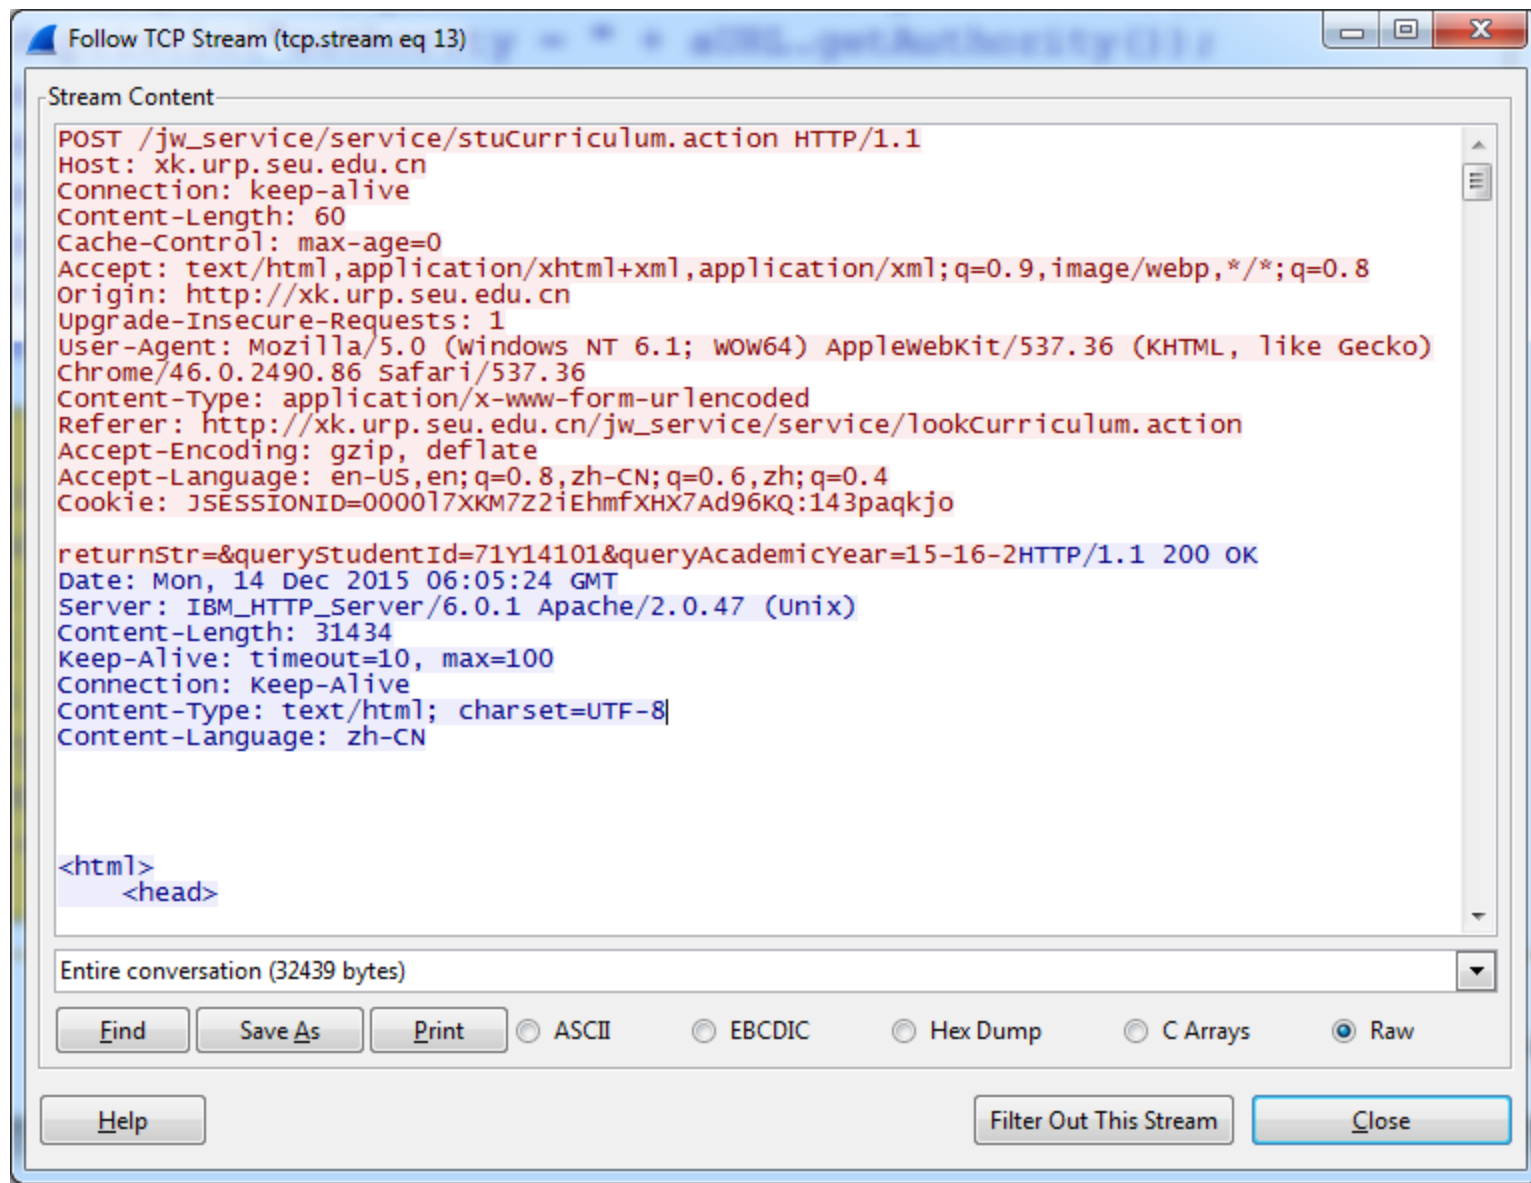 Follow TCP Stream (tcp.stream eq 13)
y = " + aURL.getAuthority());
Stream Content
POST /jw_service/service/stuCurriculum.action HTTP/1.1
Host: xk.urp.seu.edu.cn
Connection: keep-alive
Content-Length: 60
Cache-Control: max-age=0
Accept: text/html,application/xhtml+xml,application/xml;q=0.9,image/webp,*/*;q=0.8
Origin: http://xk.urp.seu.edu.cn
Upgrade-Insecure-Requests: 1
User-Agent: Mozilla/5.0 (Windows NT 6.1; WOW64) AppleWebKit/537.36 (KHTML, like Gecko)
Chrome/46.0.2490.86 Safari/537.36
Content-Type: application/x-www-form-urlencoded
Referer: http://xk.urp.seu.edu.cn/jw_service/service/lookCurriculum.action
Accept-Encoding: gzip, deflate
Accept-Language: en-US,en;q=0.8,zh-CN;q=0.6,zh;q=0.4
Cookie: JSESSIONID=0000l7XKM7Z2iEhmfXHX7Ad96KQ:143paqkjo
returnStr=&queryStudentId=71Y14101&queryAcademicYear=15-16-2HTTP/1.1 200 OK
Date: Mon, 14 Dec 2015 06:05:24 GMT
Server: IBM_HTTP_Server/6.0.1 Apache/2.0.47 (Unix)
Content-Length: 31434
Keep-Alive: timeout=10, max=100
Connection: Keep-Alive
Content-Type: text/html; charset=UTF-8
Content-Language: zh-CN
<html>
<head>
Entire conversation (32439 bytes)
Find Save As Print ASCII EBCDIC Hex Dump C Arrays Raw
Help Filter Out This Stream Close